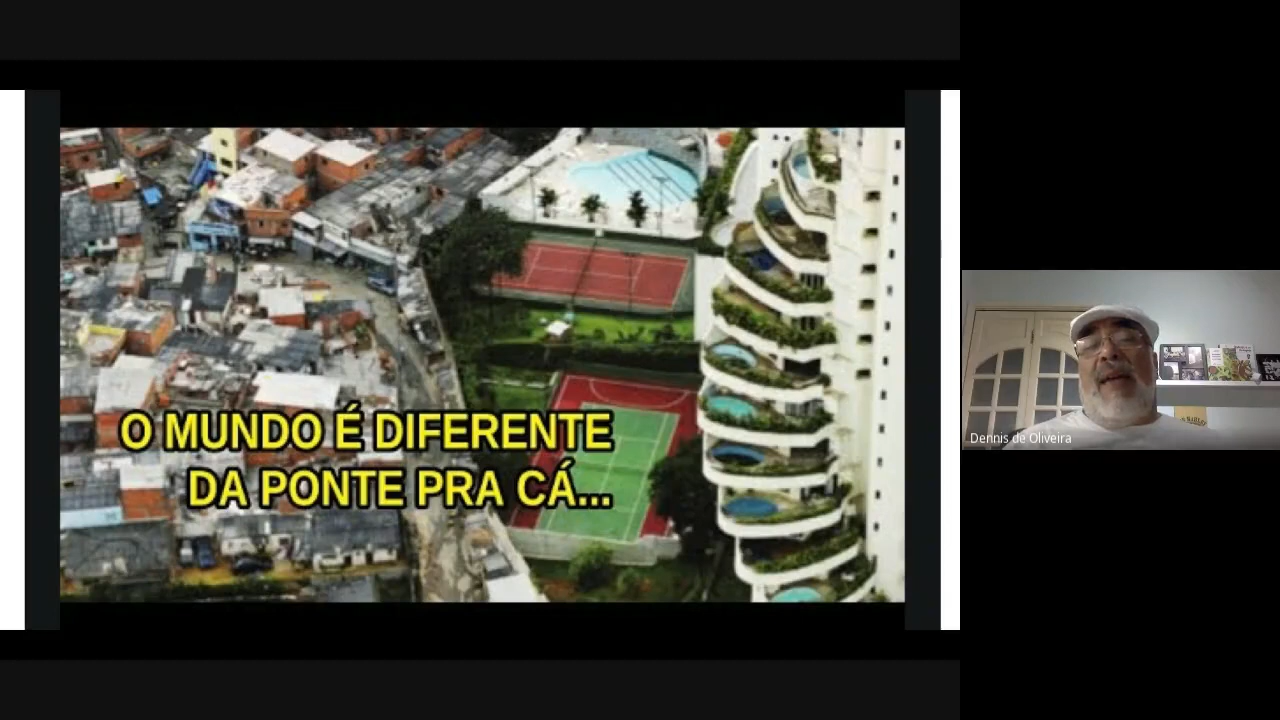 O MUNDO É DIFERENTE
DA PONTE PRA CÁ...
Dennis de Oliveira